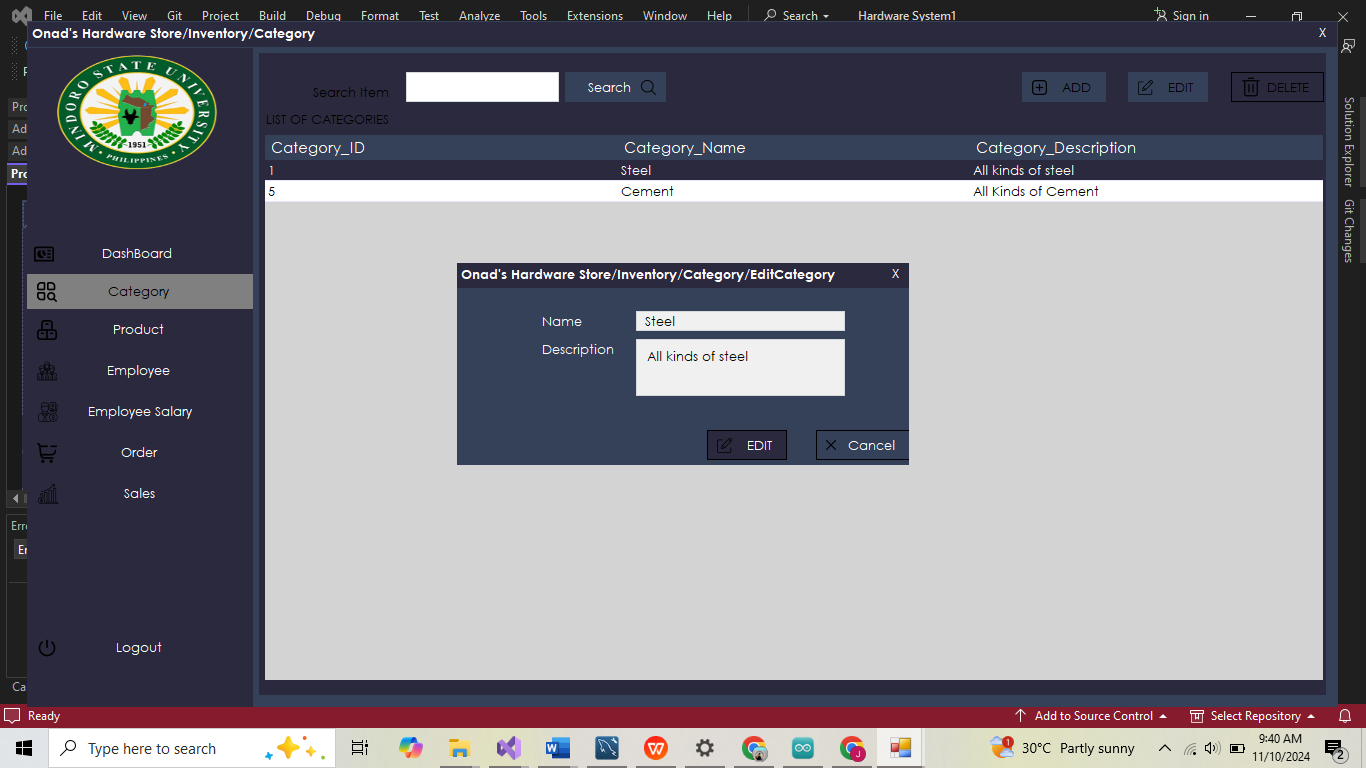 File Edit View Git Project Build Debug Format Test Analyze Tools Extensions Window Help Search Hardware System1 Sign in
Onad's Hardware Store/Inventory/Category X
MINDORO STATE UNIVERSITY
1951
PHILIPPINES
Search Item Search ADD EDIT DELETE
LIST OF CATEGORIES
Category_ID Category_Name Category_Description
1 Steel All kinds of steel
5 Cement All Kinds of Cement
DashBoard
Category
Product
Employee
Employee Salary
Order
Sales
Logout
Onad's Hardware Store/Inventory/Category/EditCategory X
Name Steel
Description All kinds of steel
EDIT Cancel
Solution Explorer
Git Changes
Ready Add to Source Control Select Repository
Type here to search
1 30°C Partly sunny
9:40 AM
11/10/2024
2